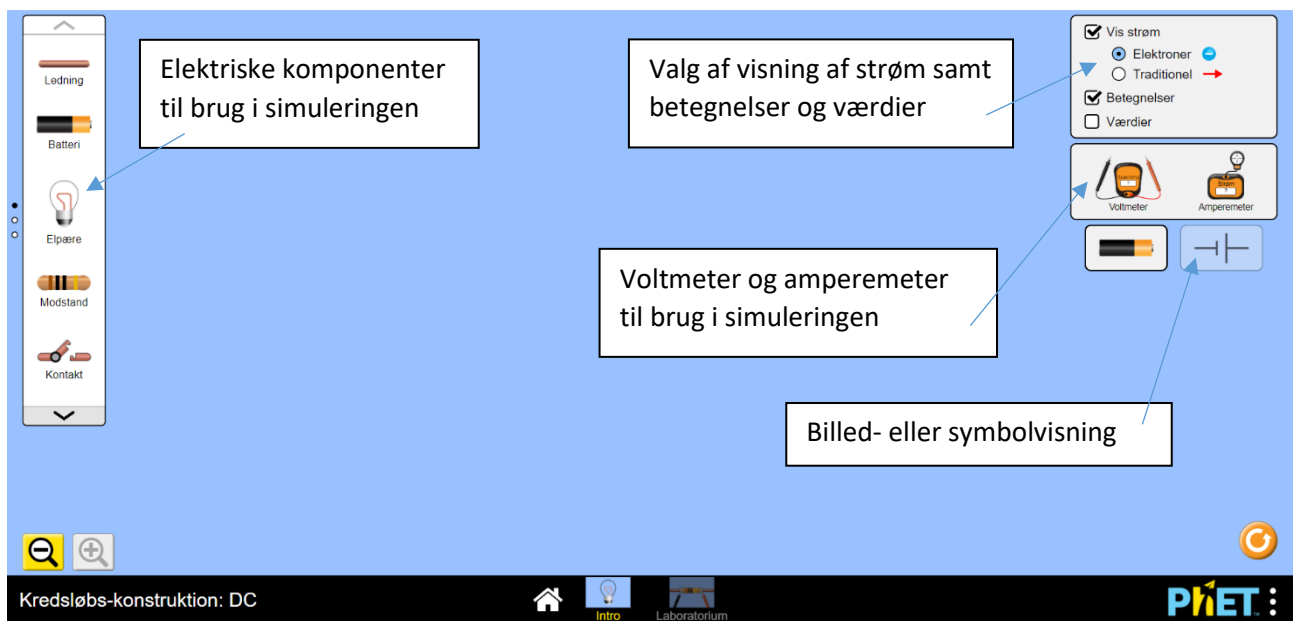 Ledning
Batteri
Elpære
Modstand
Kontakt
Elektriske komponenter
til brug i simuleringen
Valg af visning af strøm samt
betegnelser og værdier
Vis strøm
Elektroner
Traditionel
Betegnelser
Værdier
Voltmeter
Strøm
?
Amperemeter
Voltmeter og amperemeter
til brug i simuleringen
Billed- eller symbolvisning
Kredsløbs-konstruktion: DC
Intro
Laboratorium
PhET